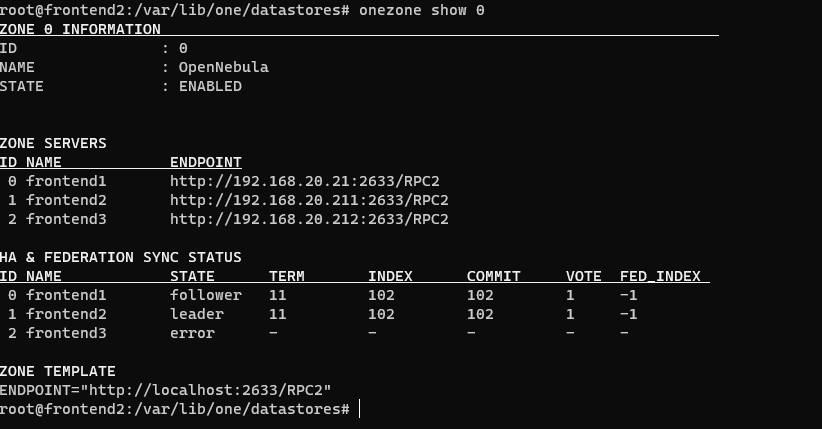 root@frontend2:/var/lib/one/datastores# onezone show 0
ZONE 0 INFORMATION
ID                : 0
NAME              : OpenNebula
STATE             : ENABLED
ZONE SERVERS
ID NAME            ENDPOINT
 0 frontend1       http://192.168.20.21:2633/RPC2
 1 frontend2       http://192.168.20.211:2633/RPC2
 2 frontend3       http://192.168.20.212:2633/RPC2
HA & FEDERATION SYNC STATUS
ID NAME            STATE      TERM       INDEX      COMMIT     VOTE  FED_INDEX
 0 frontend1       follower   11         102        102        1     -1
 1 frontend2       leader     11         102        102        1     -1
 2 frontend3       error      -          -          -          -     -
ZONE TEMPLATE
ENDPOINT="http://localhost:2633/RPC2"
root@frontend2:/var/lib/one/datastores#